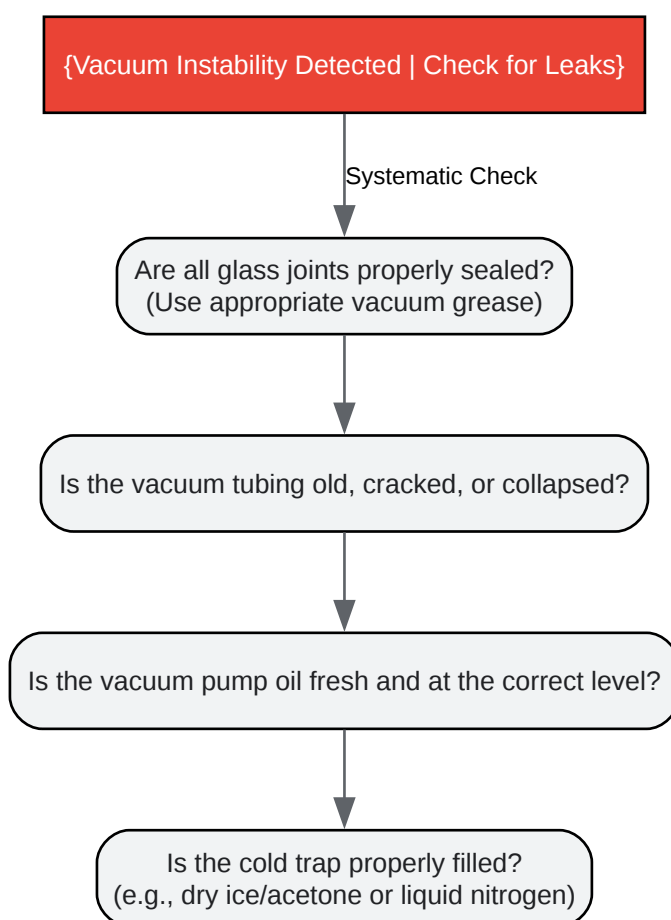 {Vacuum Instability Detected | Check for Leaks}
Systematic Check
Are all glass joints properly sealed?
(Use appropriate vacuum grease)
Is the vacuum tubing old, cracked, or collapsed?
Is the vacuum pump oil fresh and at the correct level?
Is the cold trap properly filled?
(e.g., dry ice/acetone or liquid nitrogen)